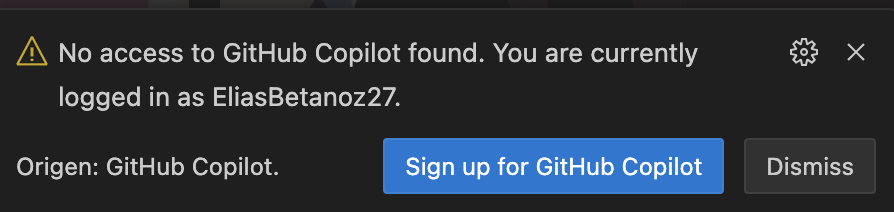 No access to GitHub Copilot found. You are currently
logged in as EliasBetanoz27.
Origen: GitHub Copilot.
Sign up for GitHub Copilot
Dismiss